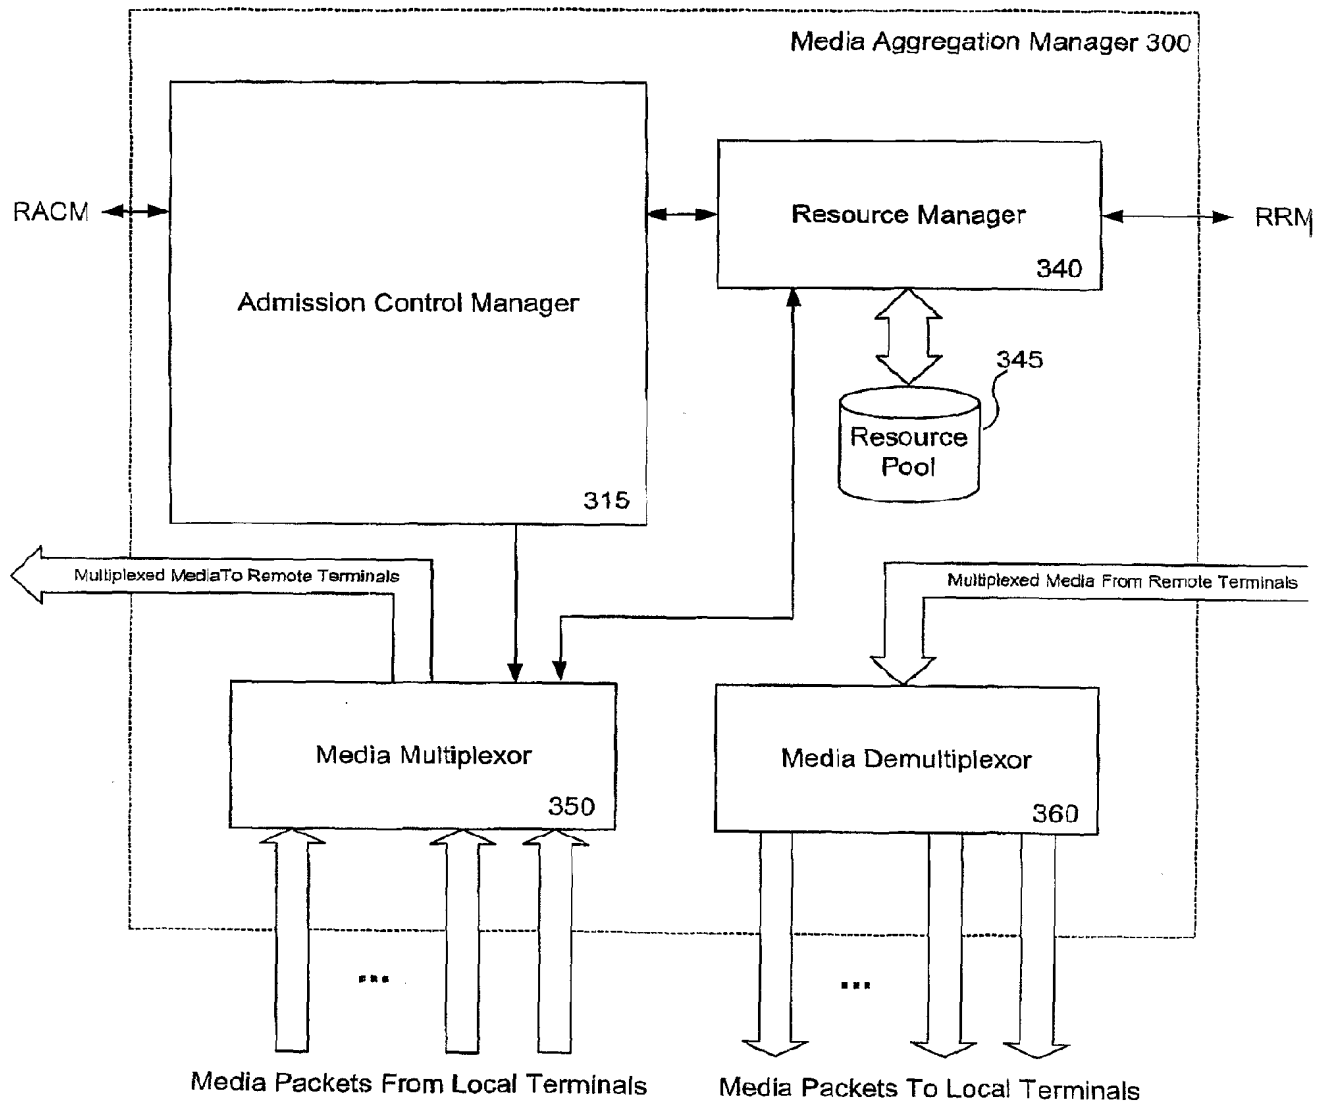 Media Aggregation Manager 300
RACM
Admission Control Manager
315
Resource Manager
340
RRM
345
Resource
Pool
Multiplexed MediaTo Remote Terminals
Multiplexed Media From Remote Terminals
Media Multiplexor
350
Media Demultiplexor
360
...
...
Media Packets From Local Terminals
Media Packets To Local Terminals